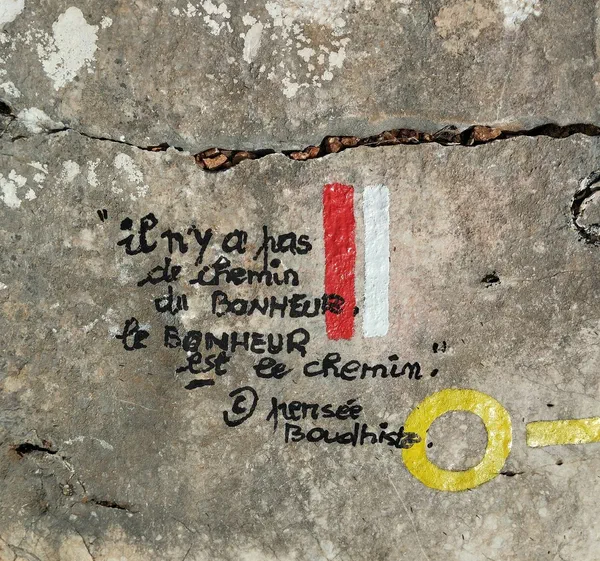 "il n'y a pas
de chemin
du BONHEUR.
le BONHEUR
est le chemin."
© pensée
Boudhiste.